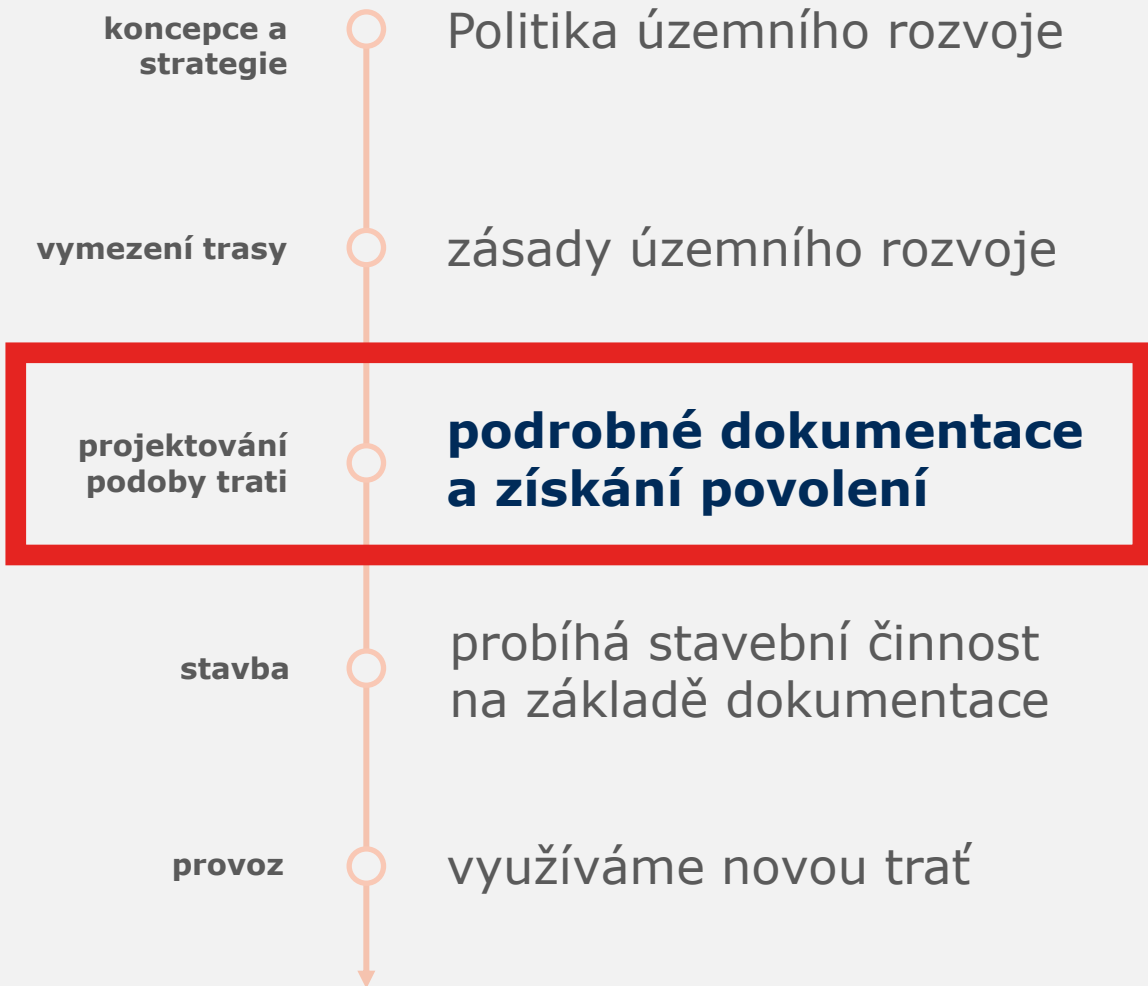 koncepce a
strategie
Politika územního rozvoje
vymezení trasy
zásady územního rozvoje
projektování
podoby trati
podrobné dokumentace
a získání povolení
stavba
probíhá stavební činnost
na základě dokumentace
provoz
využíváme novou trať